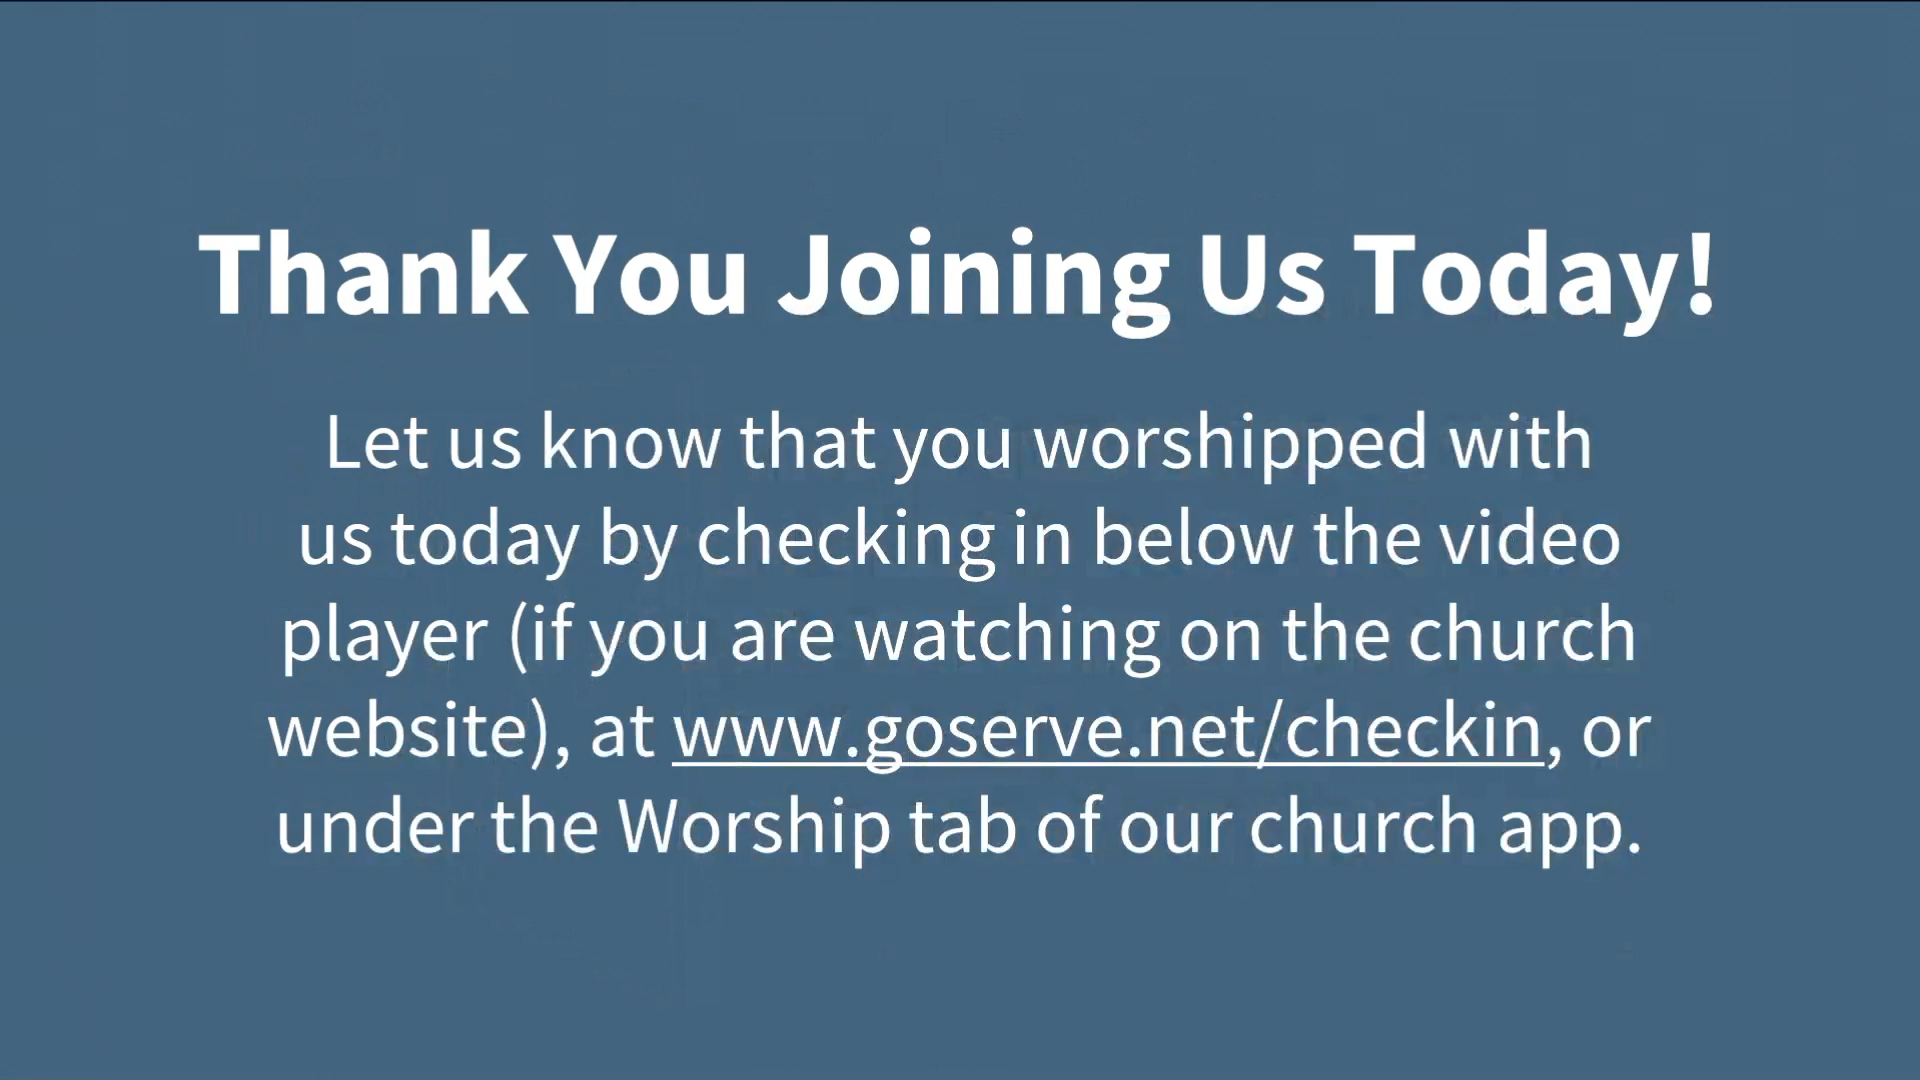 Thank You Joining Us Today!
Let us know that you worshipped with
us today by checking in below the video
player (if you are watching on the church
website), at www.goserve.net/checkin, or
under the Worship tab of our church app.